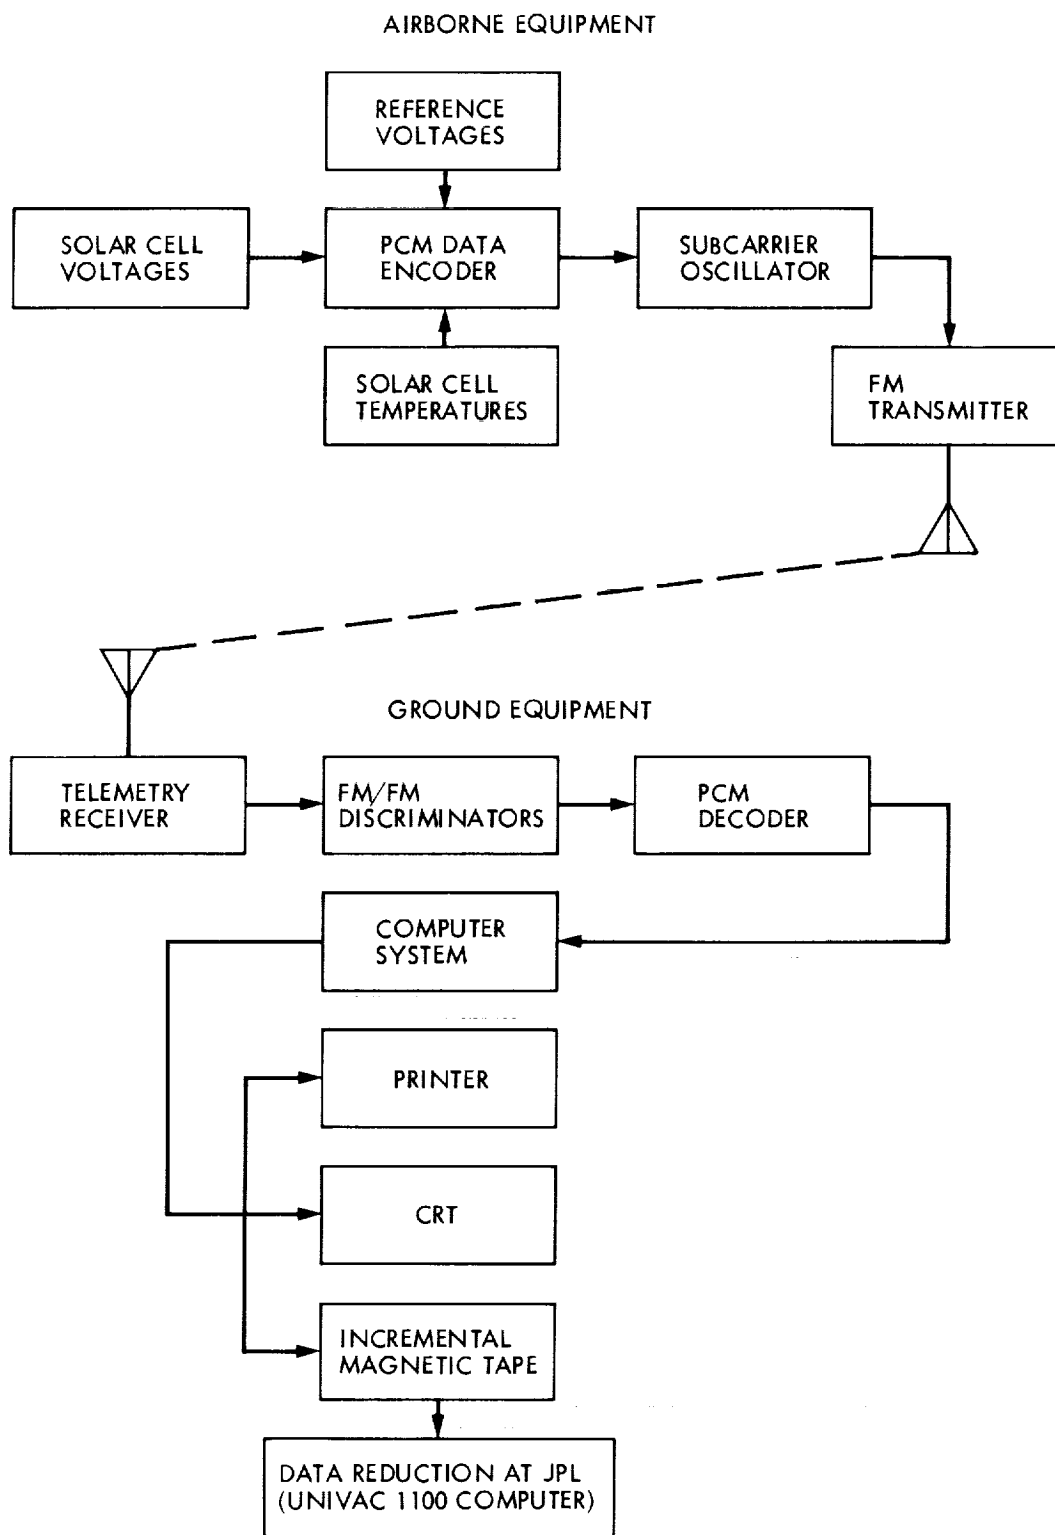 AIRBORNE EQUIPMENT
REFERENCE
VOLTAGES
SOLAR CELL
VOLTAGES
PCM DATA
ENCODER
SUBCARRIER
OSCILLATOR
SOLAR CELL
TEMPERATURES
FM
TRANSMITTER
GROUND EQUIPMENT
TELEMETRY
RECEIVER
FM/FM
DISCRIMINATORS
PCM
DECODER
COMPUTER
SYSTEM
PRINTER
CRT
INCREMENTAL
MAGNETIC TAPE
DATA REDUCTION AT JPL
(UNIVAC 1100 COMPUTER)